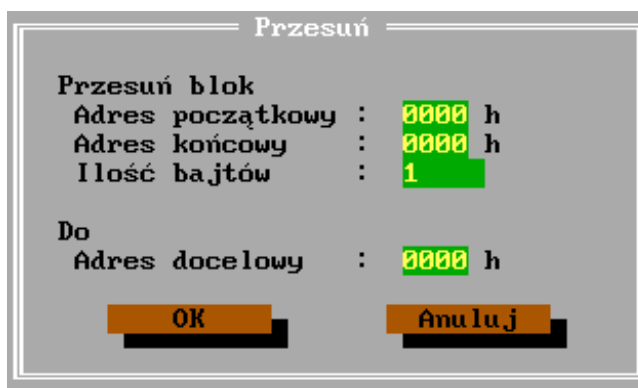 Przesuń
Przesuń blok
Adres początkowy : 0000 h
Adres końcowy : 0000 h
Ilość bajtów : 1
Do
Adres docelowy : 0000 h
OK Anuluj